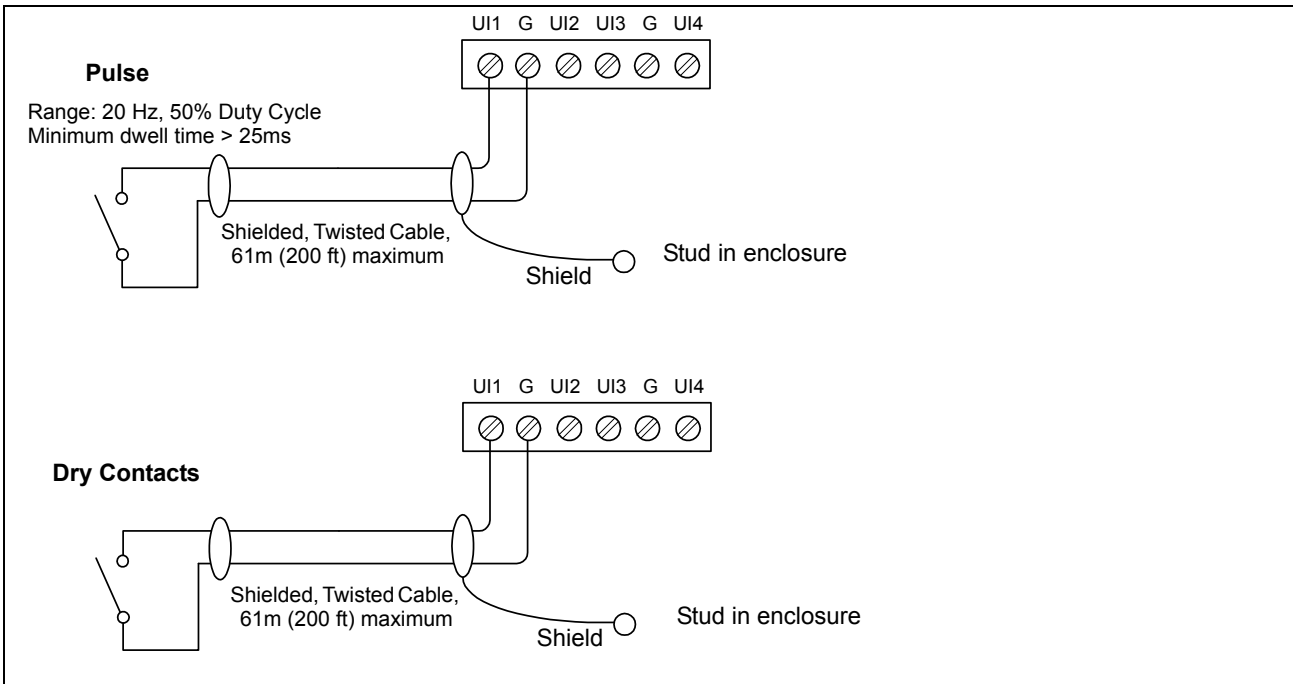 UI1 G UI2 UI3 G UI4
Pulse
Range: 20 Hz, 50% Duty Cycle
Minimum dwell time > 25ms
Shielded, Twisted Cable,
61m (200 ft) maximum
Shield
Stud in enclosure
UI1 G UI2 UI3 G UI4
Dry Contacts
Shielded, Twisted Cable,
61m (200 ft) maximum
Shield
Stud in enclosure